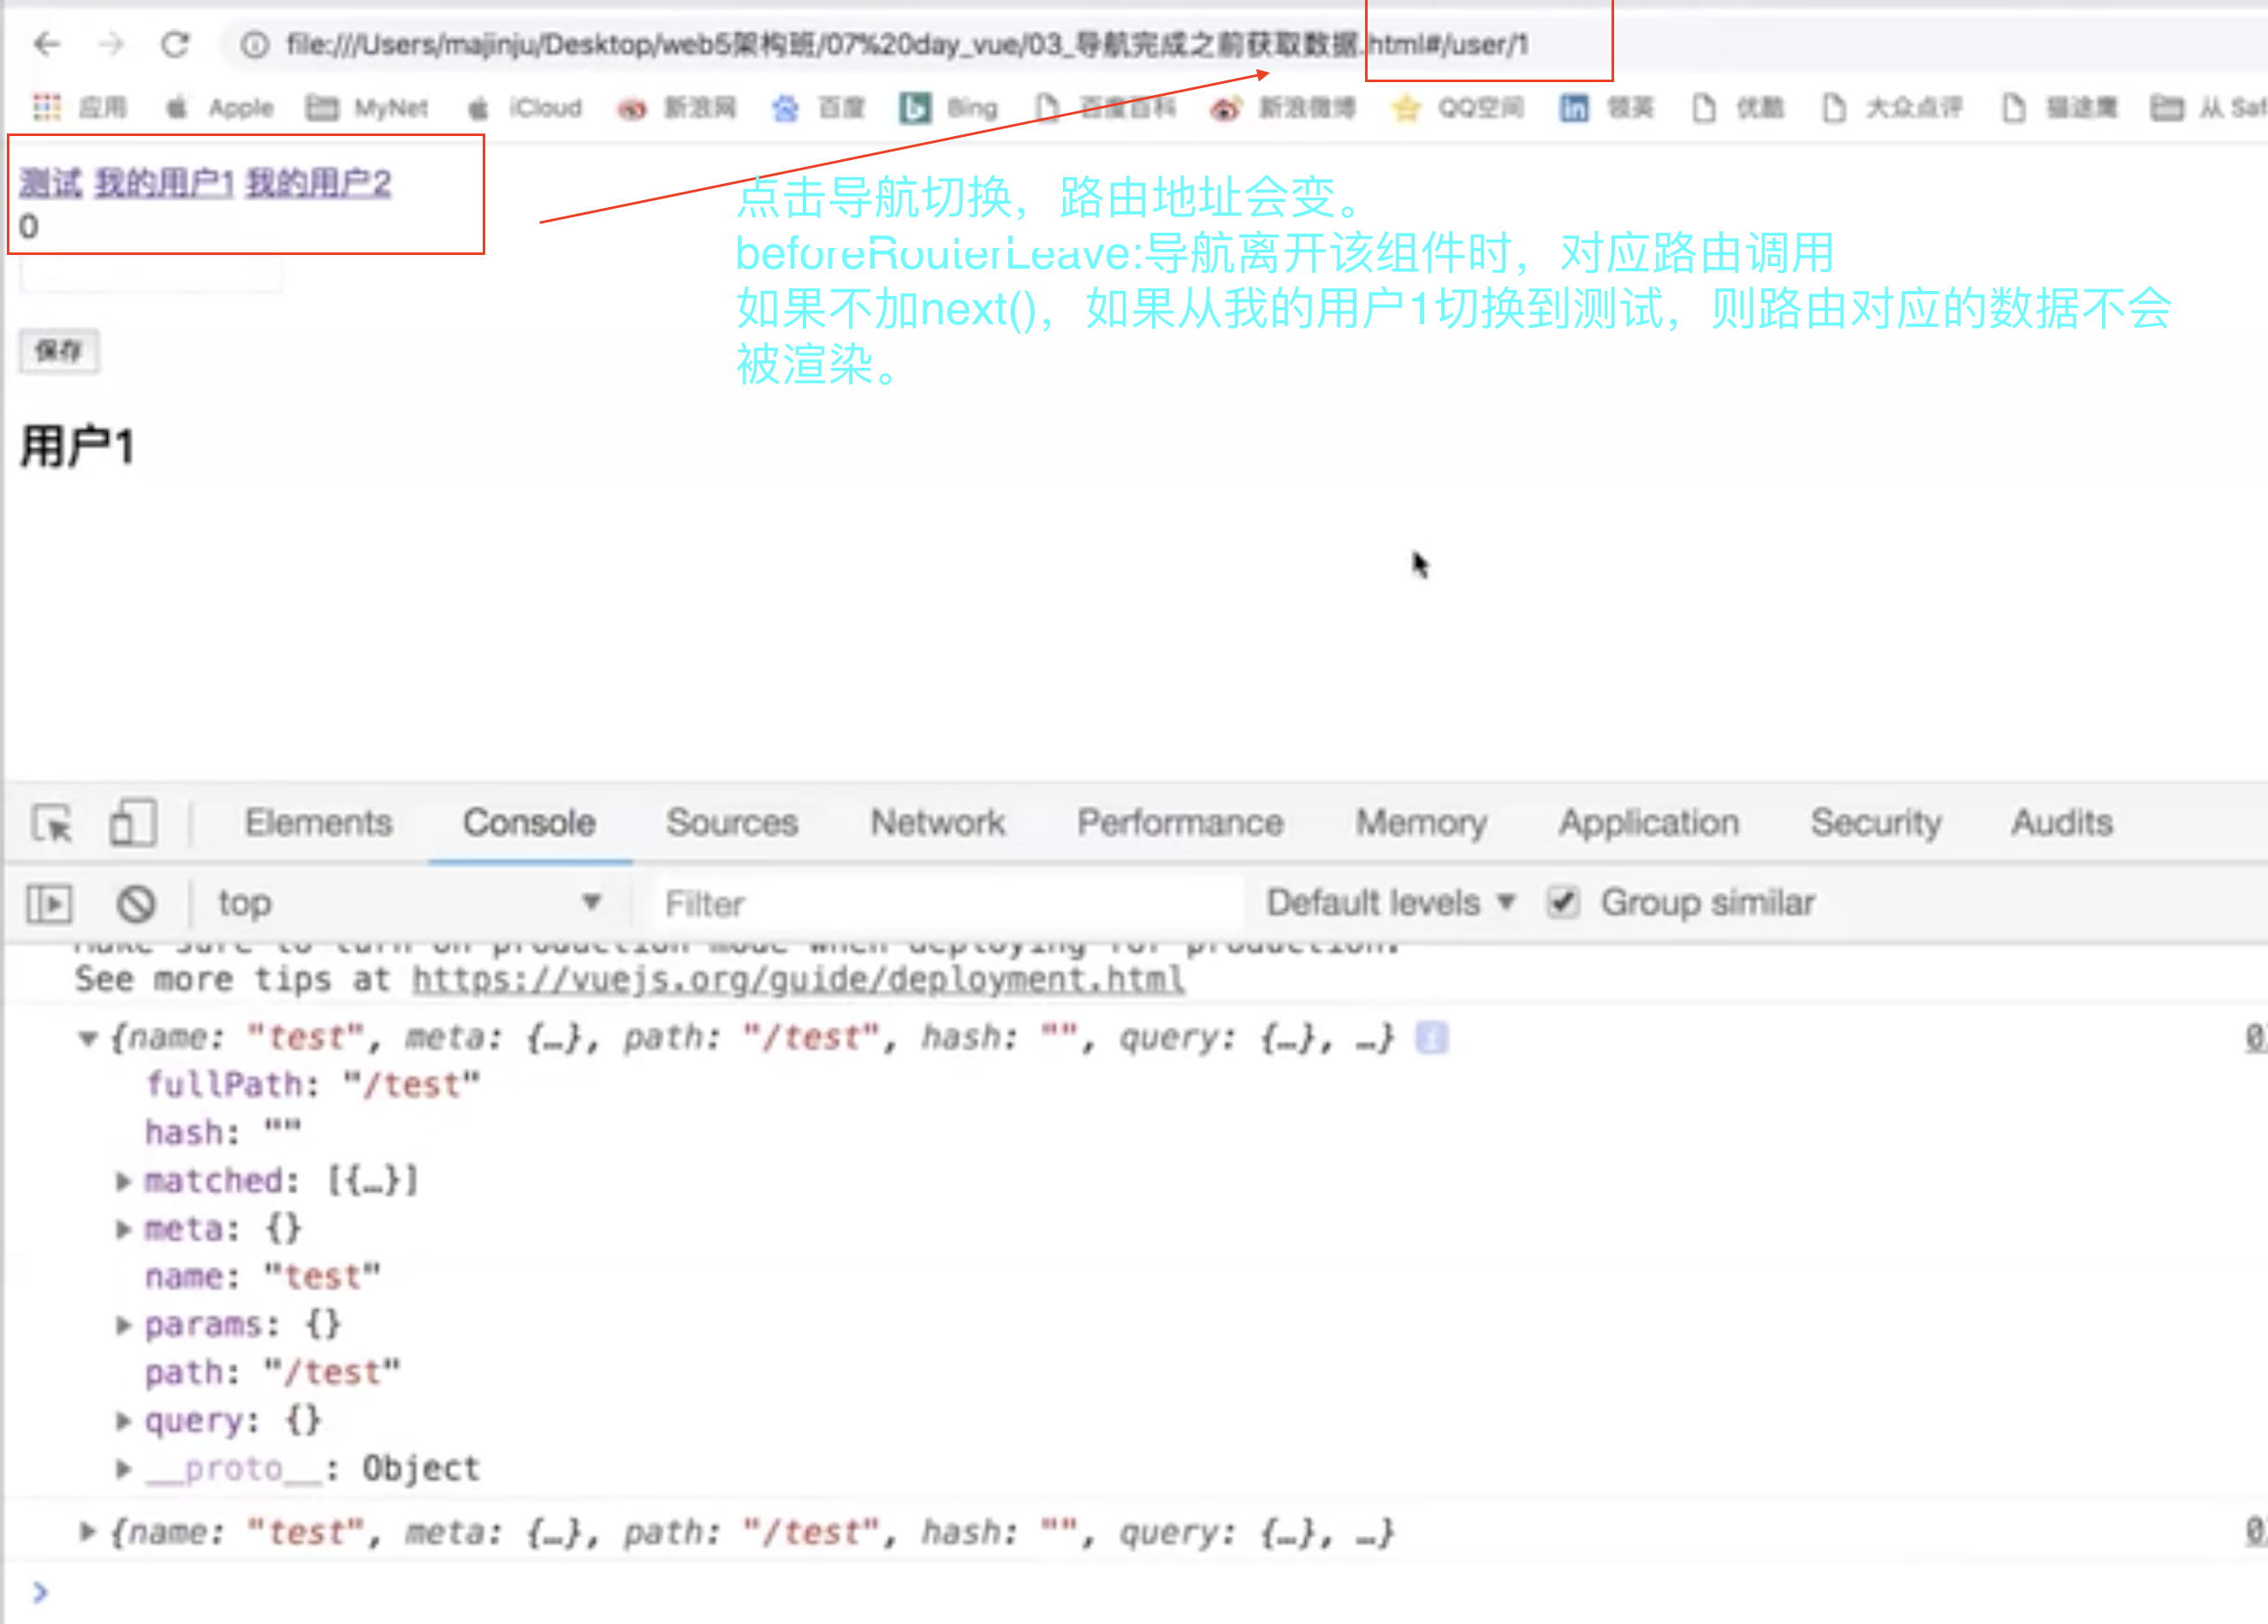 file:///Users/majinju/Desktop/web5架构班/07%20day_vue/03_导航完成之前获取数据.html#/user/1
应用 Apple MyNet iCloud 新浪网 百度 Bing 百度百科 新浪微博 QQ空间 领英 优酷 大众点评 猫途鹰 从 Saf
测试 我的用户1 我的用户2
0
点击导航切换，路由地址会变。
beforeRouterLeave:导航离开该组件时，对应路由调用
如果不加next()，如果从我的用户1切换到测试，则路由对应的数据不会
被渲染。
保存
用户1
Elements Console Sources Network Performance Memory Application Security Audits
top Filter Default levels Group similar
Make sure to turn on production mode when deploying for production.
See more tips at https://vuejs.org/guide/deployment.html
{name: "test", meta: {…}, path: "/test", hash: "", query: {…}, …}
fullPath: "/test"
hash: ""
matched: [{…}]
meta: {}
name: "test"
params: {}
path: "/test"
query: {}
__proto__: Object
{name: "test", meta: {…}, path: "/test", hash: "", query: {…}, …}